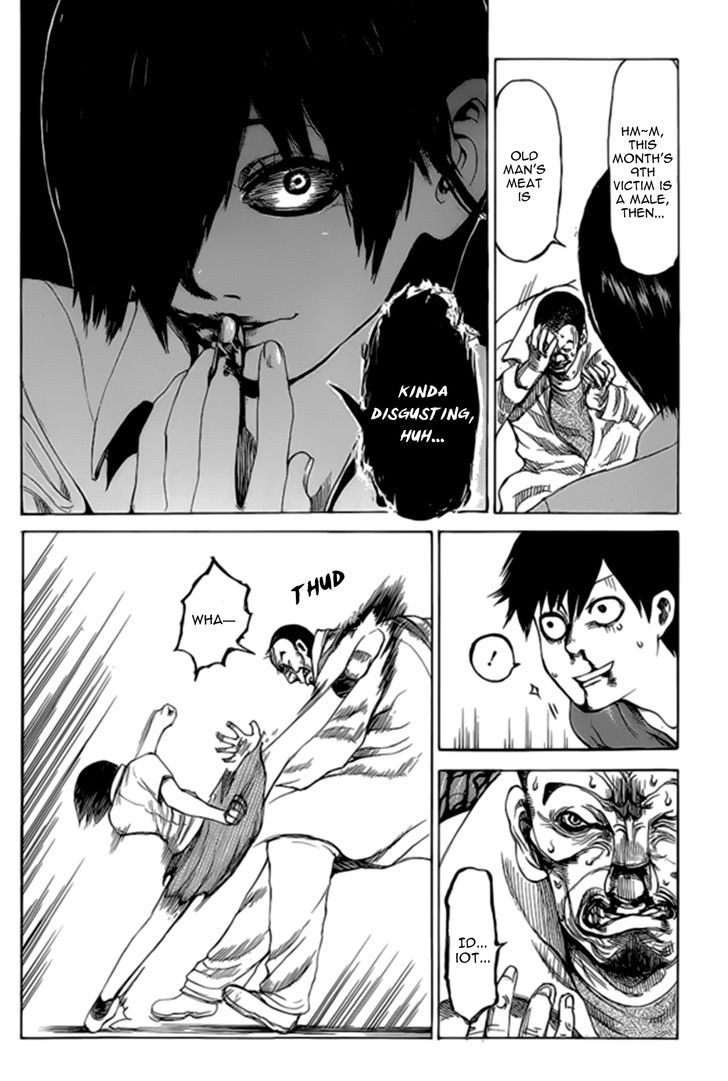 HM~M,
THIS
MONTH'S
9TH
VICTIM IS
A MALE,
THEN...
OLD
MAN'S
MEAT IS
KINDA
DISGUSTING,
HUH...
!
ID...
IOT...
THUD
WHA—